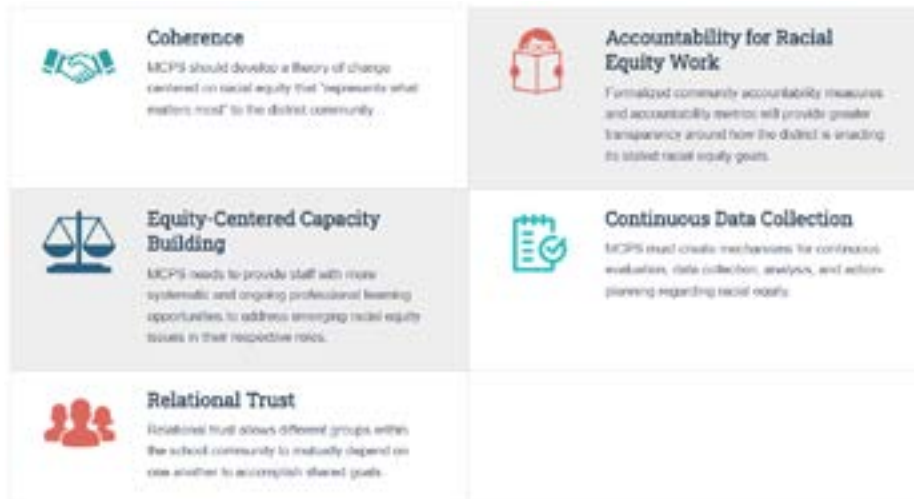 Coherence
MCPS should develop a theory of change
centered on racial equity that "represents what
matters most" to the district community.
Accountability for Racial
Equity Work
Formalized community accountability measures
and accountability metrics will provide greater
transparency around how the district is enacting
its stated racial equity goals.
Equity-Centered Capacity
Building
MCPS needs to provide staff with more
systematic and ongoing professional learning
opportunities to address emerging racial equity
issues in their respective roles.
Continuous Data Collection
MCPS must create mechanisms for continuous
evaluation, data collection, analysis, and action-
planning regarding racial equity.
Relational Trust
Relational trust allows different groups within
the school community to mutually depend on
one another to accomplish shared goals.